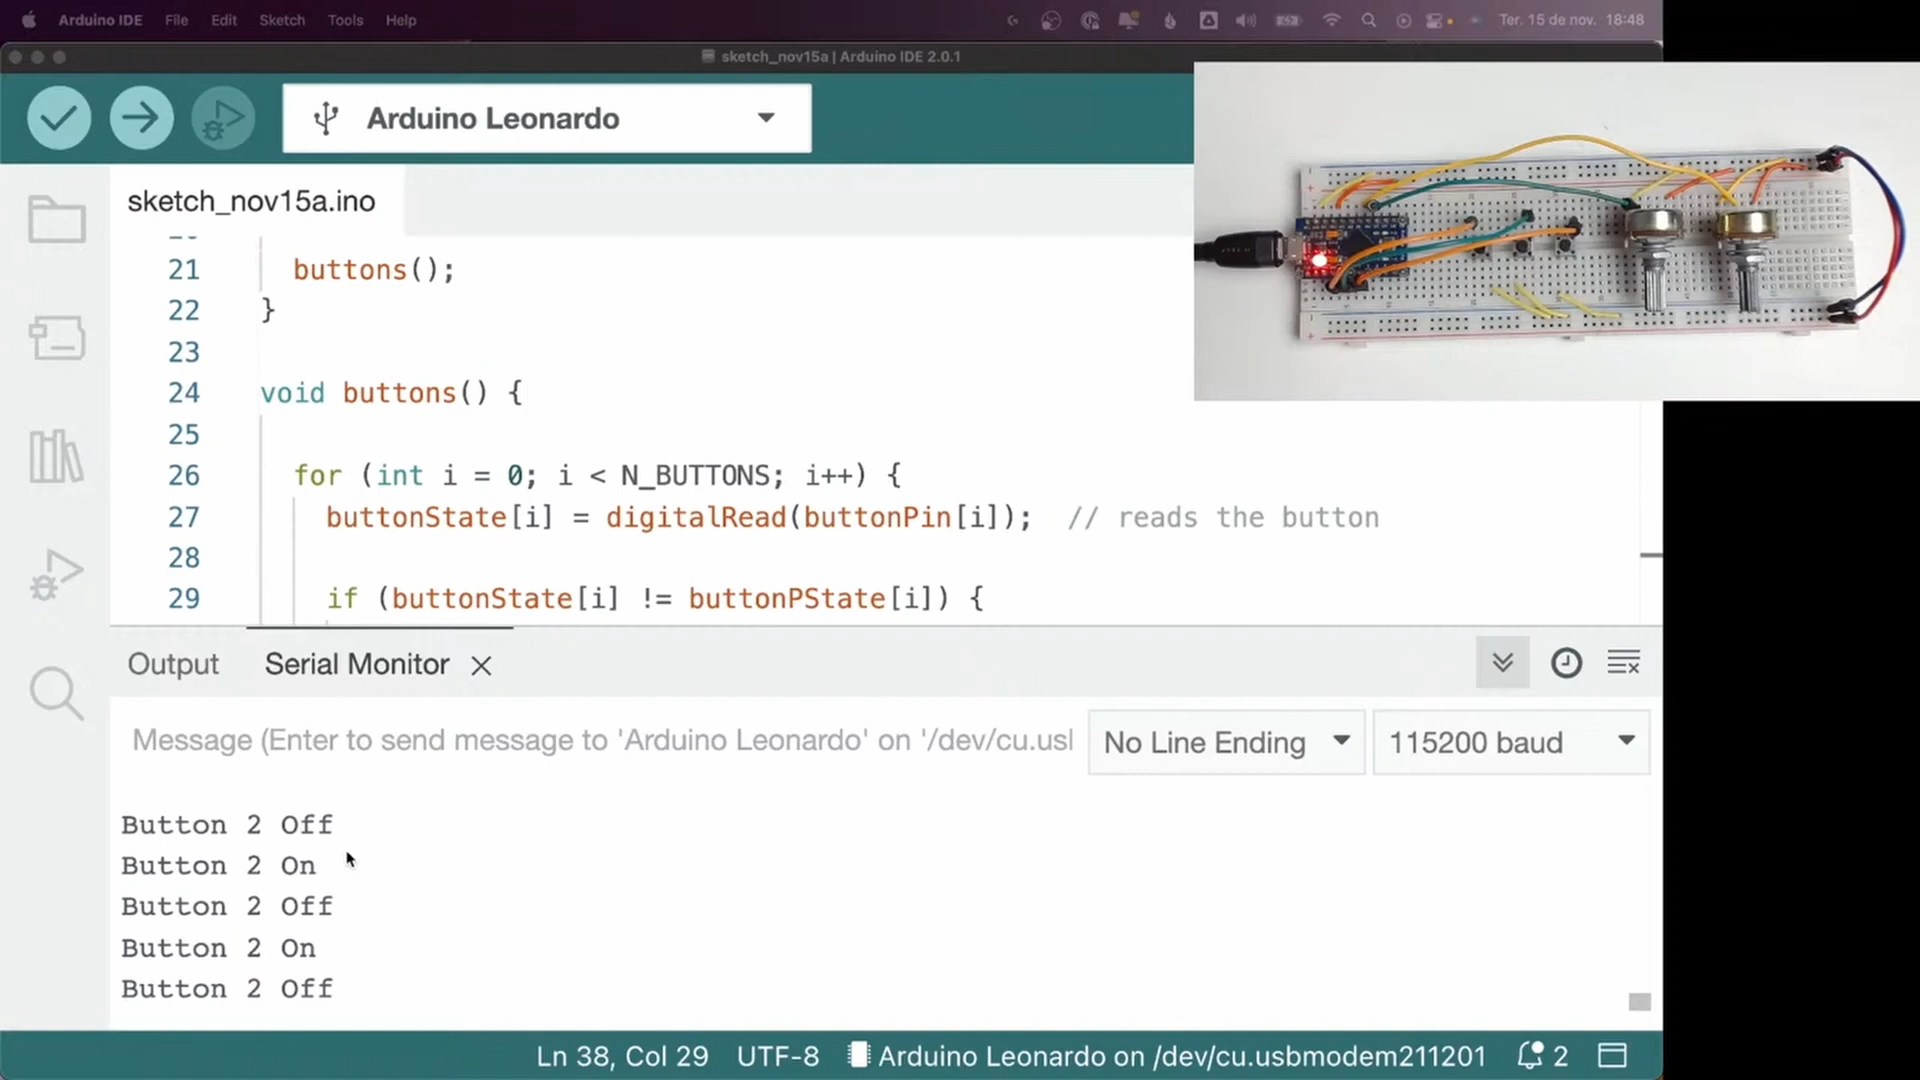 Arduino IDE File Edit Sketch Tools Help Ter. 15 de nov. 18:48
sketch_nov15a | Arduino IDE 2.0.1
Arduino Leonardo
sketch_nov15a.ino
21 buttons();
22 }
23
24 void buttons() {
25
26 for (int i = 0; i < N_BUTTONS; i++) {
27 buttonState[i] = digitalRead(buttonPin[i]); // reads the button
28
29 if (buttonState[i] != buttonPState[i]) {
Output Serial Monitor
Message (Enter to send message to 'Arduino Leonardo' on '/dev/cu.usl No Line Ending 115200 baud
Button 2 Off
Button 2 On
Button 2 Off
Button 2 On
Button 2 Off
Ln 38, Col 29 UTF-8 Arduino Leonardo on /dev/cu.usbmodem211201 2